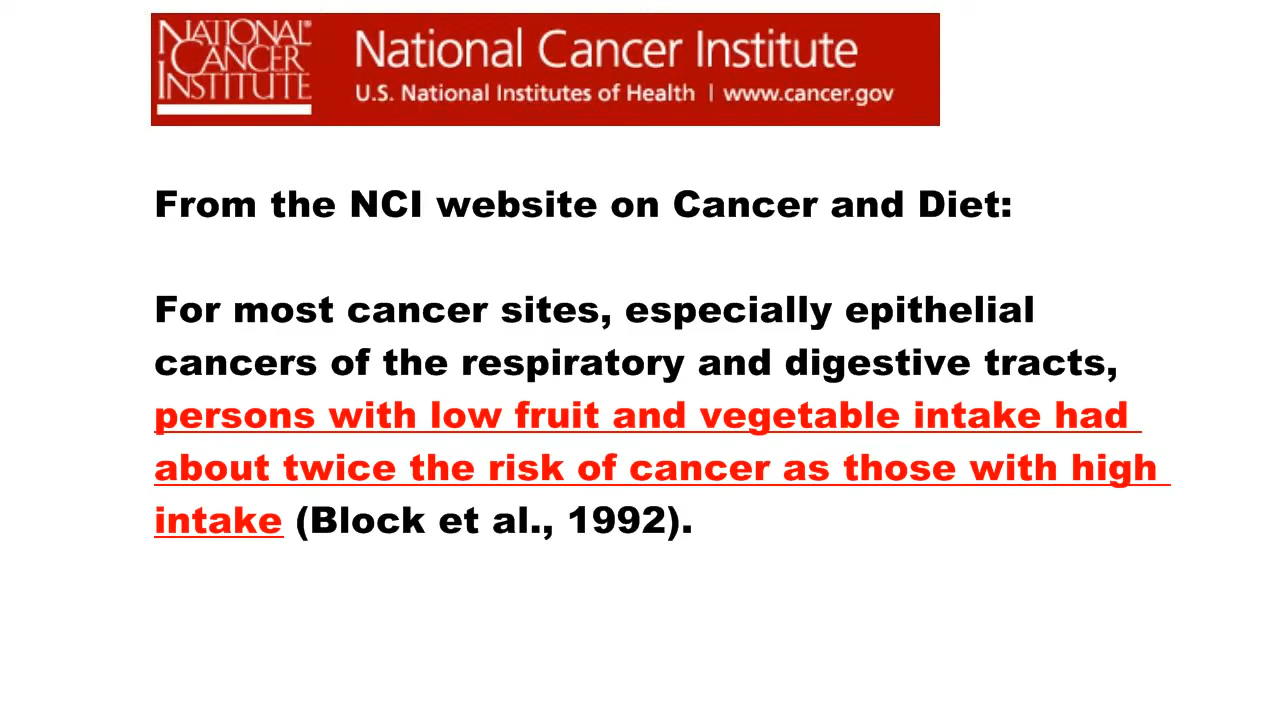 NATIONAL
CANCER
INSTITUTE
National Cancer Institute
U.S. National Institutes of Health | www.cancer.gov
From the NCI website on Cancer and Diet:
For most cancer sites, especially epithelial
cancers of the respiratory and digestive tracts,
persons with low fruit and vegetable intake had
about twice the risk of cancer as those with high
intake (Block et al., 1992).